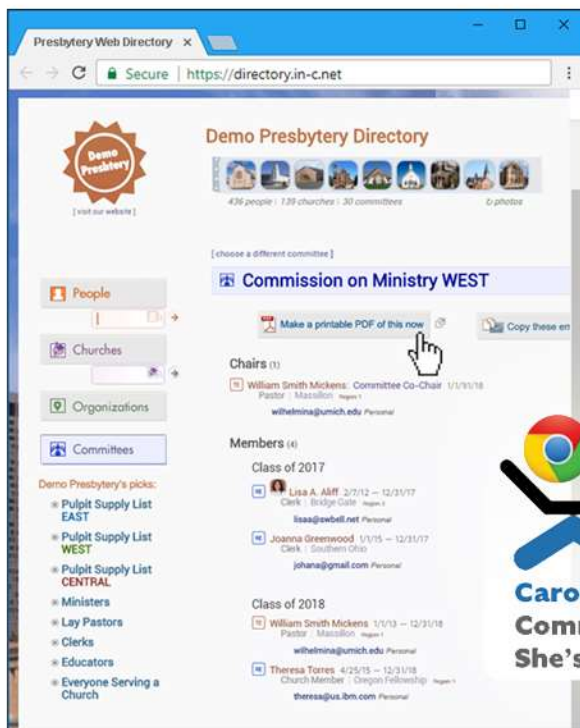 Presbytery Web Directory ×
Secure | https://directory.in-c.net
Demo
Presbtery
[ visit our website ]
Demo Presbytery Directory
436 people | 139 churches | 30 committees
photos
[ choose a different committee ]
Commission on Ministry WEST
People
Churches
Organizations
Committees
Demo Presbytery's picks:
Pulpit Supply List
EAST
Pulpit Supply List
WEST
Pulpit Supply List
CENTRAL
Ministers
Lay Pastors
Clerks
Educators
Everyone Serving a
Church
Make a printable PDF of this now
Copy these em
Chairs (1)
William Smith Mickens: Committee Co-Chair
Pastor | Massillon Region 1
wilhelmina@umich.edu Personal
Members (4)
Class of 2017
RE Lisa A. Aliff 2/7/12 — 12/31/17
Clerk | Bridge Gate
lisaa@swbell.net Personal
RE Joanna Greenwood 1/1/15 — 12/31/17
Clerk | Southern Ohio
johana@gmail.com Personal
Class of 2018
William Smith Mickens 1/1/13 — 12/31/18
Pastor | Massillon Region 1
wilhelmina@umich.edu Personal
RE Theresa Torres 4/25/15 — 12/31/18
Church Member | Oregon Fellowship
theresa@us.ibm.com Personal
Caro
Comm
She's